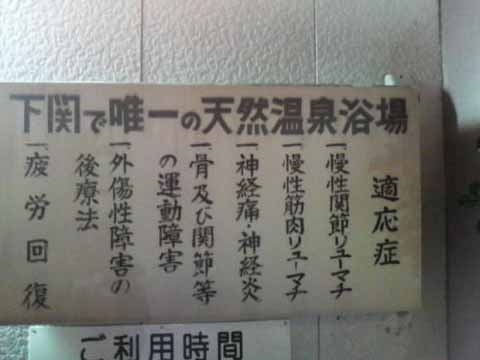 下関で唯一の天然温泉浴場
適応症
一、慢性関節リューマチ
一、慢性筋肉リューマチ
一、神経痛・神経炎
一、骨及び関節等
の運動障害
一、外傷性障害の
後療法
一、疲労回復
ご利用時間